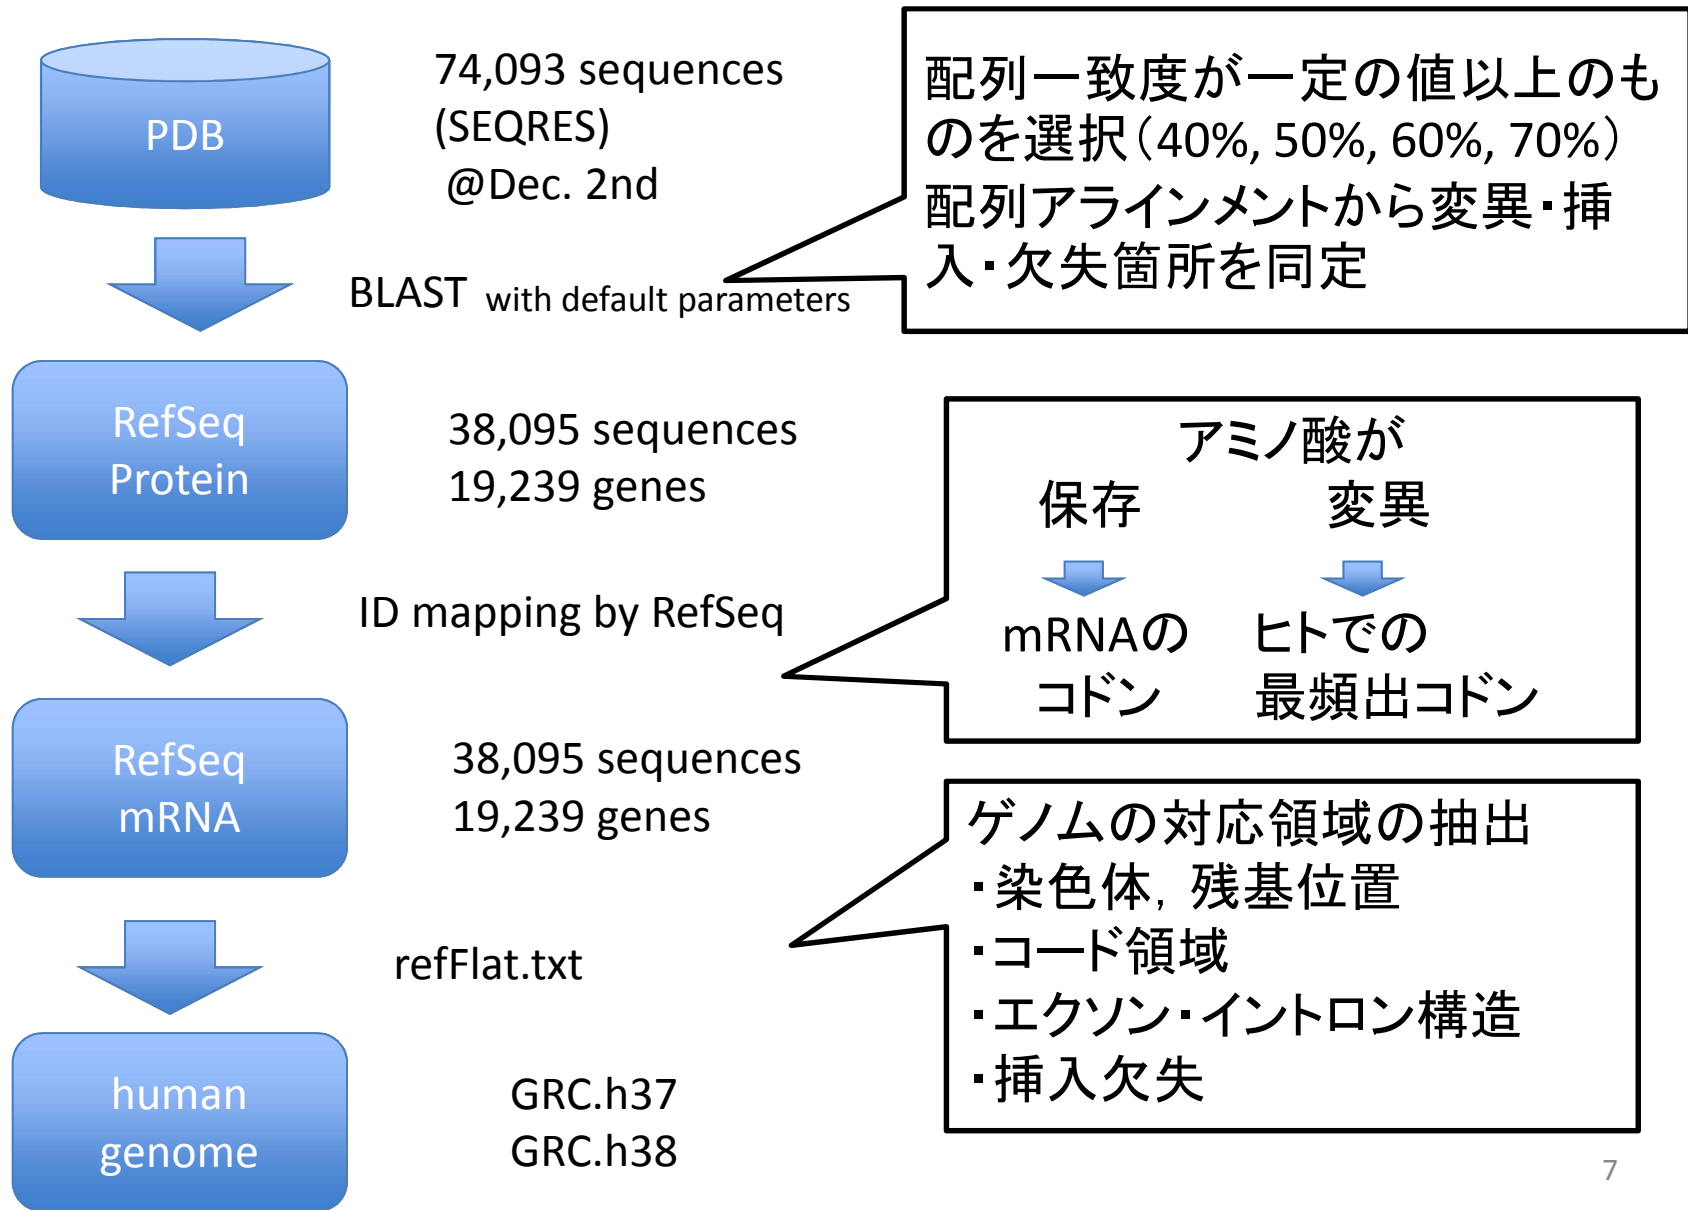 PDB
74,093 sequences
(SEQRES)
@Dec. 2nd
配列一致度が一定の値以上のも
のを選択(40%, 50%, 60%, 70%)
配列アラインメントから変異・挿
入・欠失箇所を同定
BLAST with default parameters
RefSeq
Protein
38,095 sequences
19,239 genes
アミノ酸が
保存 変異
mRNAの ヒトでの
コドン 最頻出コドン
ID mapping by RefSeq
RefSeq
mRNA
38,095 sequences
19,239 genes
ゲノムの対応領域の抽出
・染色体, 残基位置
・コード領域
・エクソン・イントロン構造
・挿入欠失
refFlat.txt
human
genome
GRC.h37
GRC.h38
7